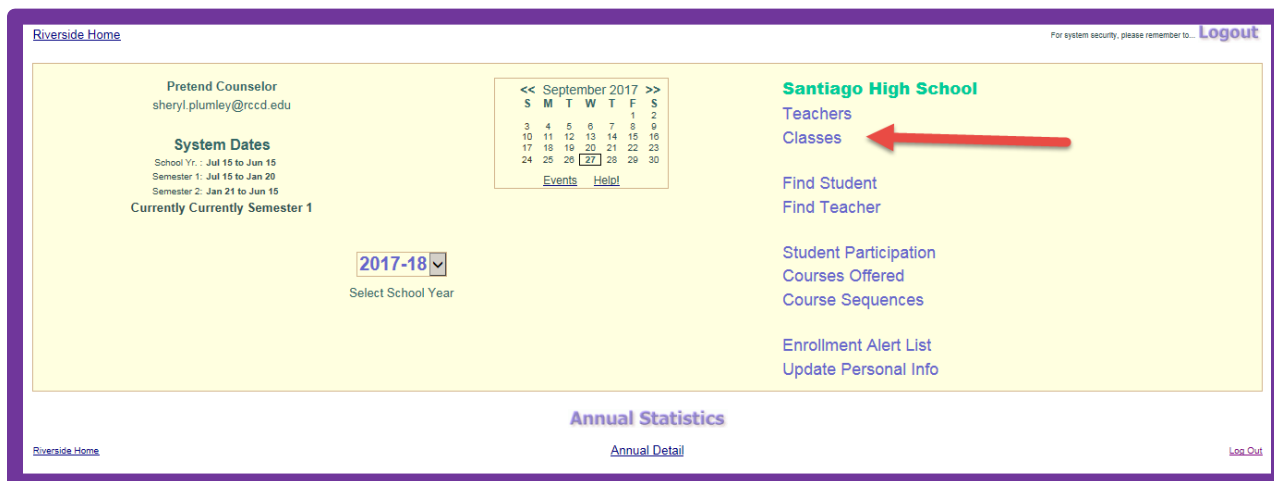 Riverside Home
For system security, please remember to... Logout
Pretend Counselor
sheryl.plumley@rccd.edu
System Dates
School Yr. : Jul 15 to Jun 15
Semester 1: Jul 15 to Jan 20
Semester 2: Jan 21 to Jun 15
Currently Currently Semester 1
<< September 2017 >>
S M T W T F S
1 2
3 4 5 6 7 8 9
10 11 12 13 14 15 16
17 18 19 20 21 22 23
24 25 26 27 28 29 30
Events Help!
2017-18
Select School Year
Santiago High School
Teachers
Classes
Find Student
Find Teacher
Student Participation
Courses Offered
Course Sequences
Enrollment Alert List
Update Personal Info
Annual Statistics
Riverside Home
Annual Detail
Log Out